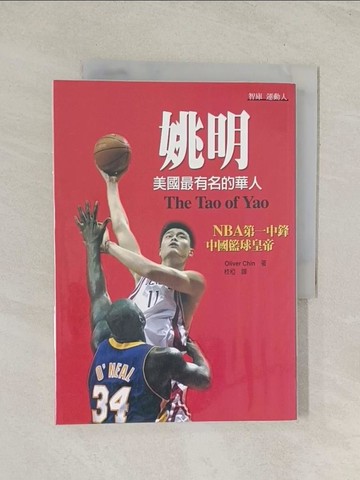 智庫 運動人
姚明
美國最有名的華人
The Tao of Yao
NBA第一中鋒
中國籃球皇帝
Oliver Chin 著
11
O'NEAL
34